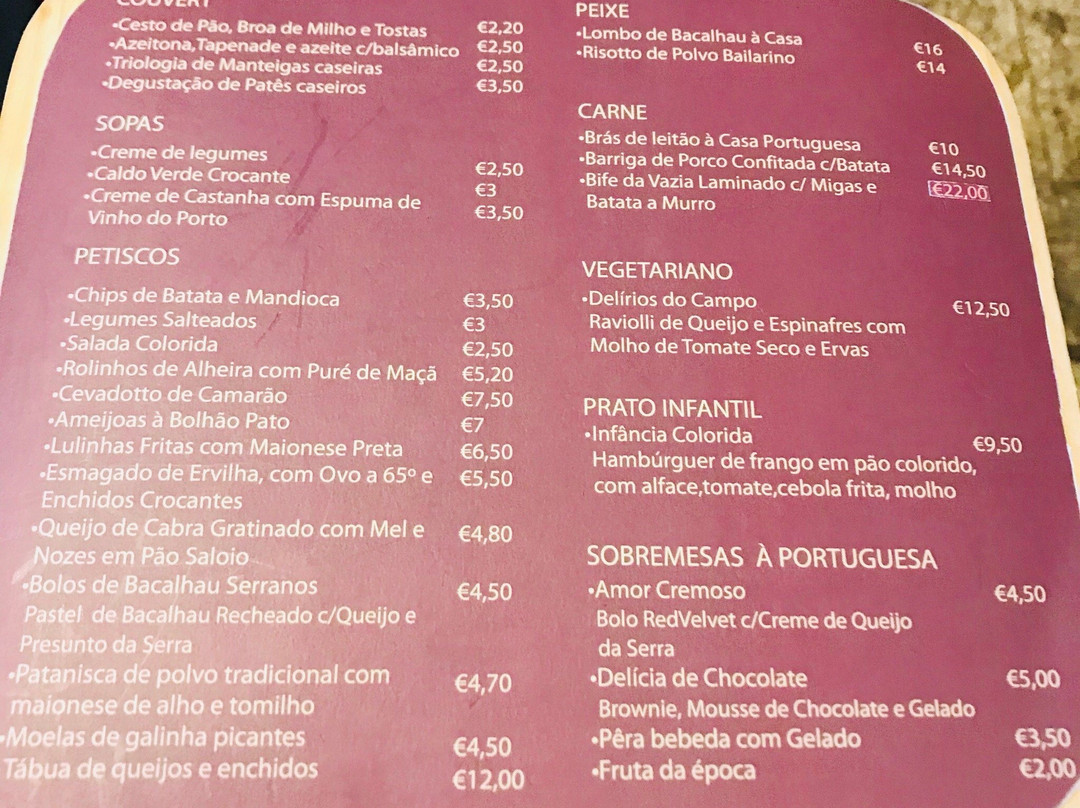 COUVERT
•Cesto de Pão, Broa de Milho e Tostas €2,20
•Azeitona,Tapenade e azeite c/balsâmico €2,50
•Triologia de Manteigas caseiras €2,50
•Degustação de Patês caseiros €3,50
SOPAS
•Creme de legumes €2,50
•Caldo Verde Crocante €3
•Creme de Castanha com Espuma de €3,50
Vinho do Porto
PETISCOS
•Chips de Batata e Mandioca €3,50
•Legumes Salteados €3
•Salada Colorida €2,50
•Rolinhos de Alheira com Puré de Maçã €5,20
•Cevadotto de Camarão €7,50
•Ameijoas à Bolhão Pato €7
•Lulinhas Fritas com Maionese Preta €6,50
•Esmagado de Ervilha, com Ovo a 65º e €5,50
Enchidos Crocantes
•Queijo de Cabra Gratinado com Mel e €4,80
Nozes em Pão Saloio
•Bolos de Bacalhau Serranos €4,50
Pastel de Bacalhau Recheado c/Queijo e
Presunto da Serra
•Patanisca de polvo tradicional com €4,70
maionese de alho e tomilho
•Moelas de galinha picantes €4,50
Tábua de queijos e enchidos €12,00
PEIXE
•Lombo de Bacalhau à Casa €16
•Risotto de Polvo Bailarino €14
CARNE
•Brás de leitão à Casa Portuguesa €10
•Barriga de Porco Confitada c/Batata €14,50
•Bife da Vazia Laminado c/ Migas e €22,00
Batata a Murro
VEGETARIANO
•Delírios do Campo €12,50
Raviolli de Queijo e Espinafres com
Molho de Tomate Seco e Ervas
PRATO INFANTIL
•Infância Colorida €9,50
Hambúrguer de frango em pão colorido,
com alface,tomate,cebola frita, molho
SOBREMESAS À PORTUGUESA
•Amor Cremoso €4,50
Bolo RedVelvet c/Creme de Queijo
da Serra
•Delícia de Chocolate €5,00
Brownie, Mousse de Chocolate e Gelado
•Pêra bebeda com Gelado €3,50
•Fruta da época €2,00